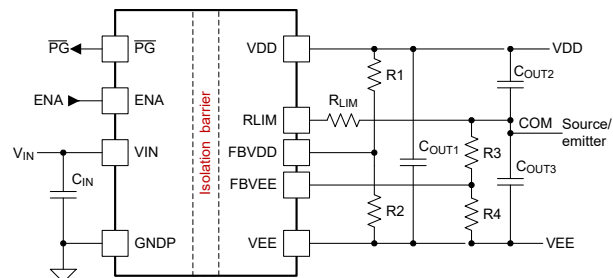 PG
PG
VDD
VDD
R1
COUT2
ENA
ENA
RLIM
RLIM
COM
Source/
emitter
Isolation barrier
VIN
VIN
FBVDD
COUT1
R3
CIN
FBVEE
COUT3
R2
R4
GNDP
VEE
VEE